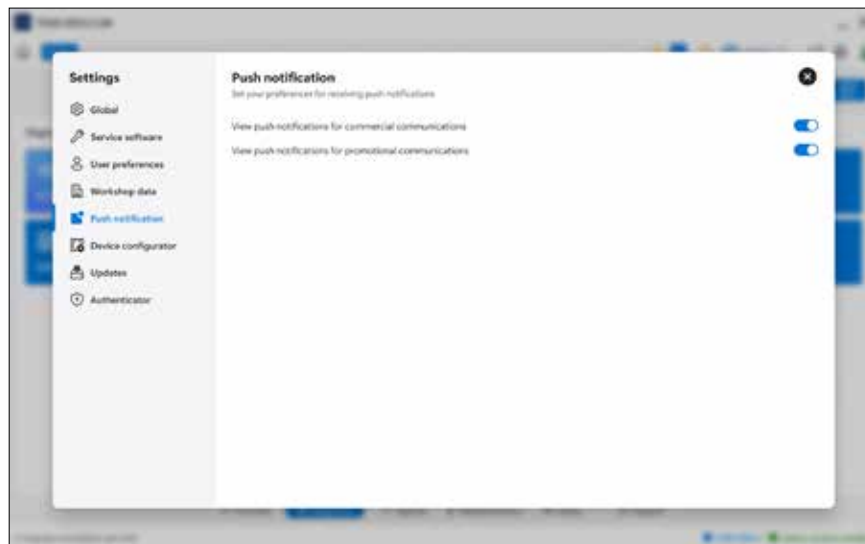 Settings
Global
Service software
User preferences
Workshop data
Push notification
Device configurator
Updates
Authenticator
Push notification
Set your preferences for receiving push notifications
View push notifications for commercial communications
View push notifications for promotional communications